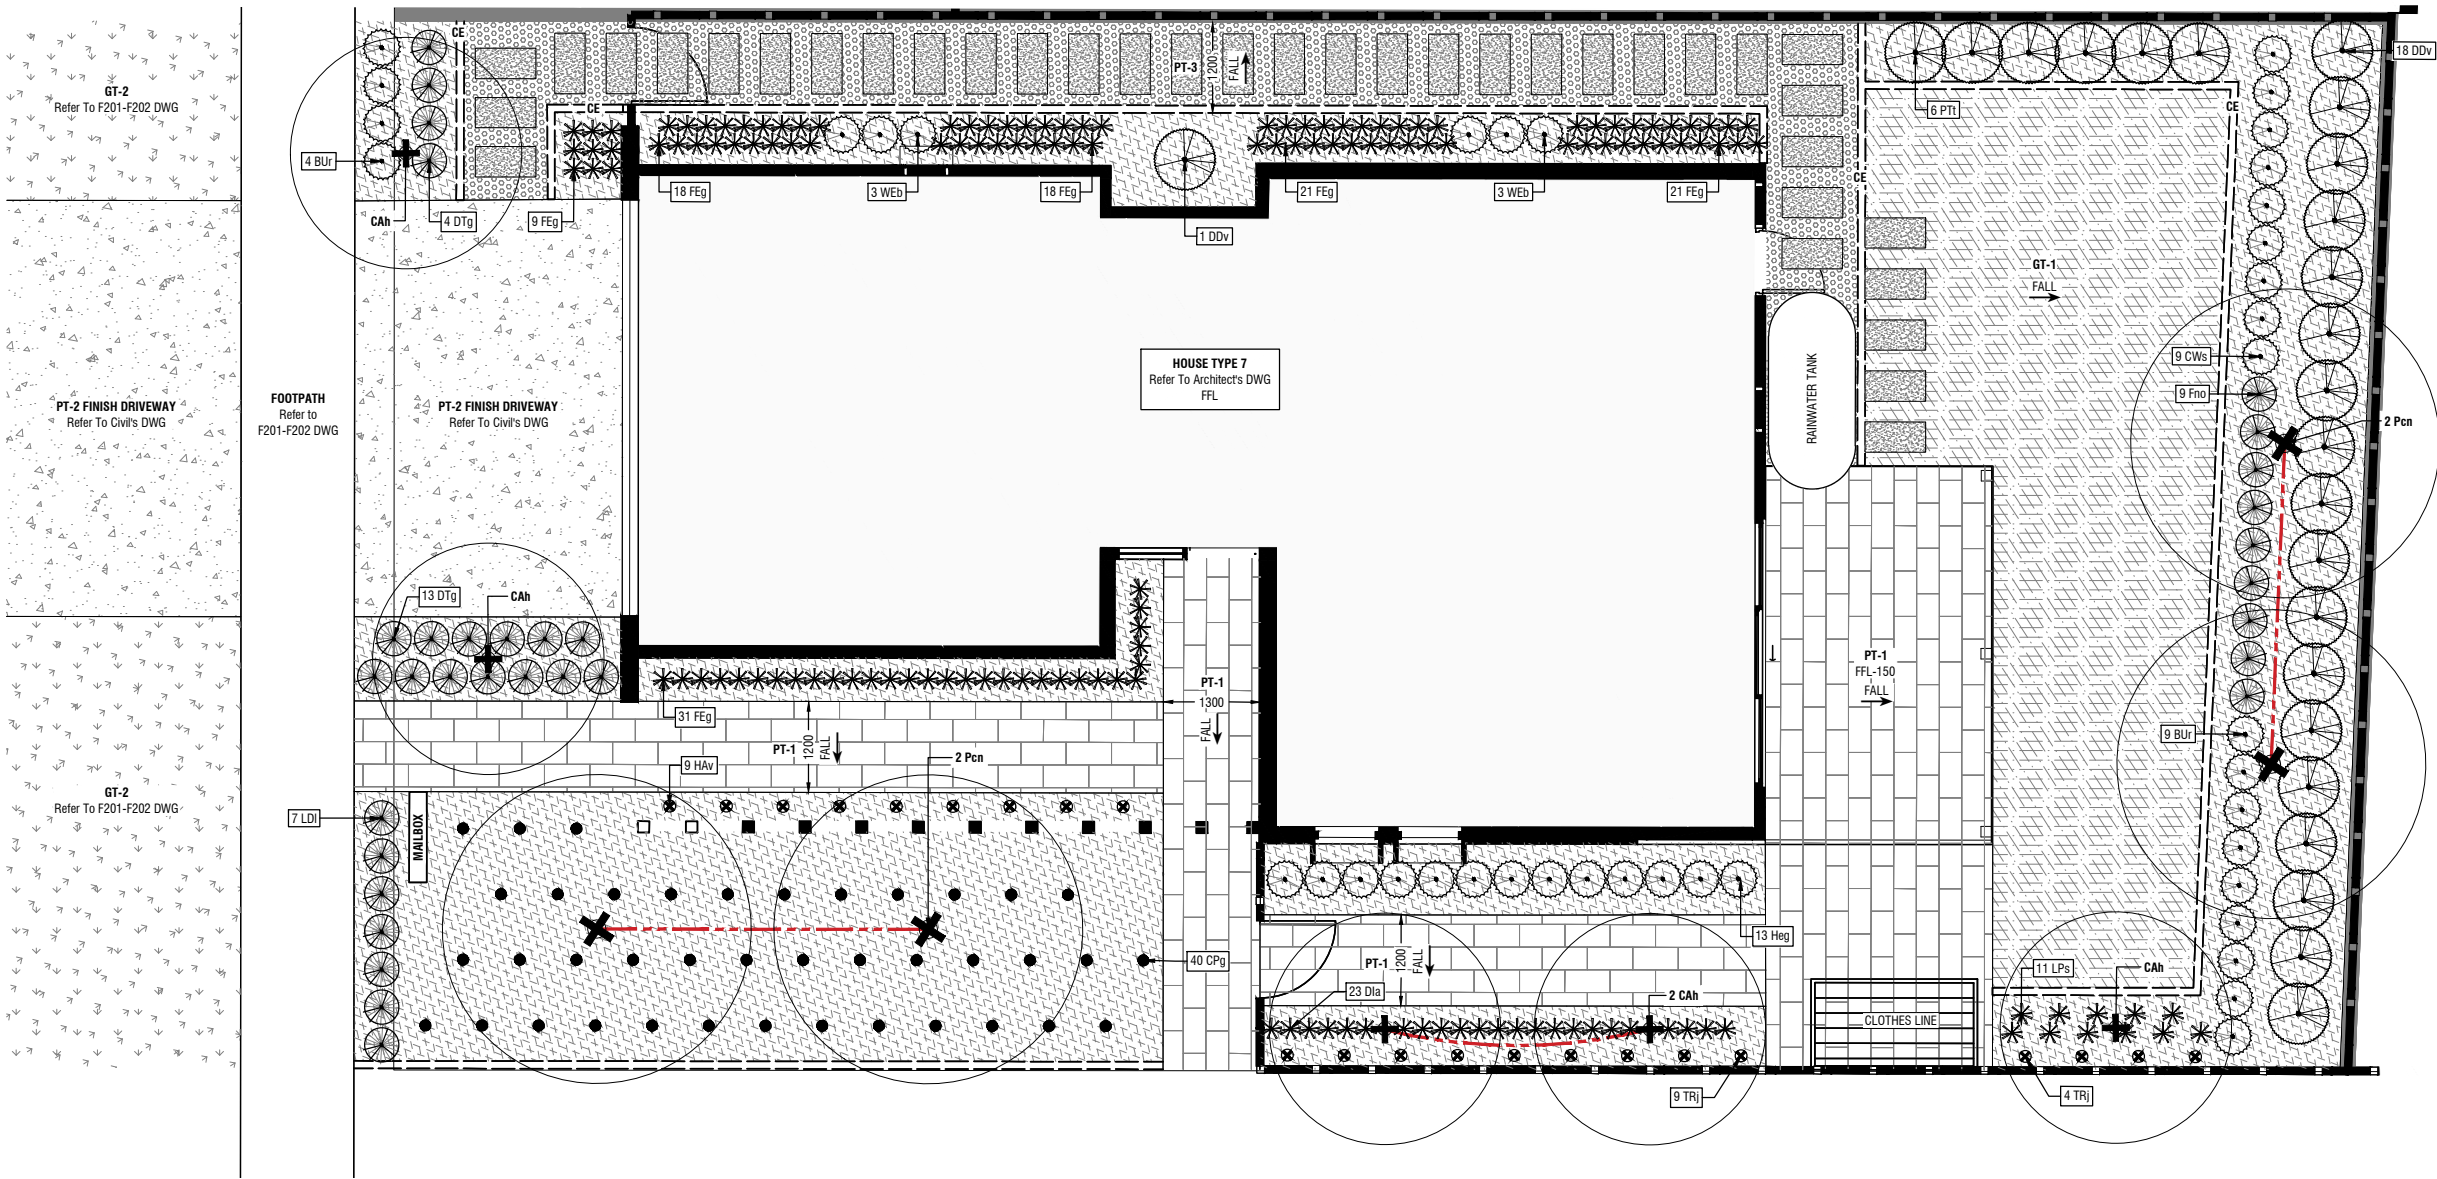 CE
18 DDv
PT-3
1200
FALL
GT-2
Refer To F201-F202 DWG
6 PTt
CE
CE
4 BUr
CE
CAh
4 DTg
9 FEg
18 FEg
3 WEb
18 FEg
21 FEg
3 WEb
21 FEg
1 DDv
GT-1
FALL
HOUSE TYPE 7
Refer To Architect's DWG
FFL
RAINWATER TANK
9 CWs
9 Fno
2 Pcn
PT-2 FINISH DRIVEWAY
Refer To Civil's DWG
FOOTPATH
Refer to
F201-F202 DWG
PT-2 FINISH DRIVEWAY
Refer To Civil's DWG
13 DTg
CAh
PT-1
FFL-150
FALL
PT-1
1300
FALL
31 FEg
PT-1
1200
FALL
9 BUr
9 HAv
2 Pcn
GT-2
Refer To F201-F202 DWG
7 LDl
MAILBOX
13 Heg
40 CPg
PT-1
1200
FALL
23 Dla
2 CAh
11 LPs
CAh
CLOTHES LINE
9 TRj
4 TRj